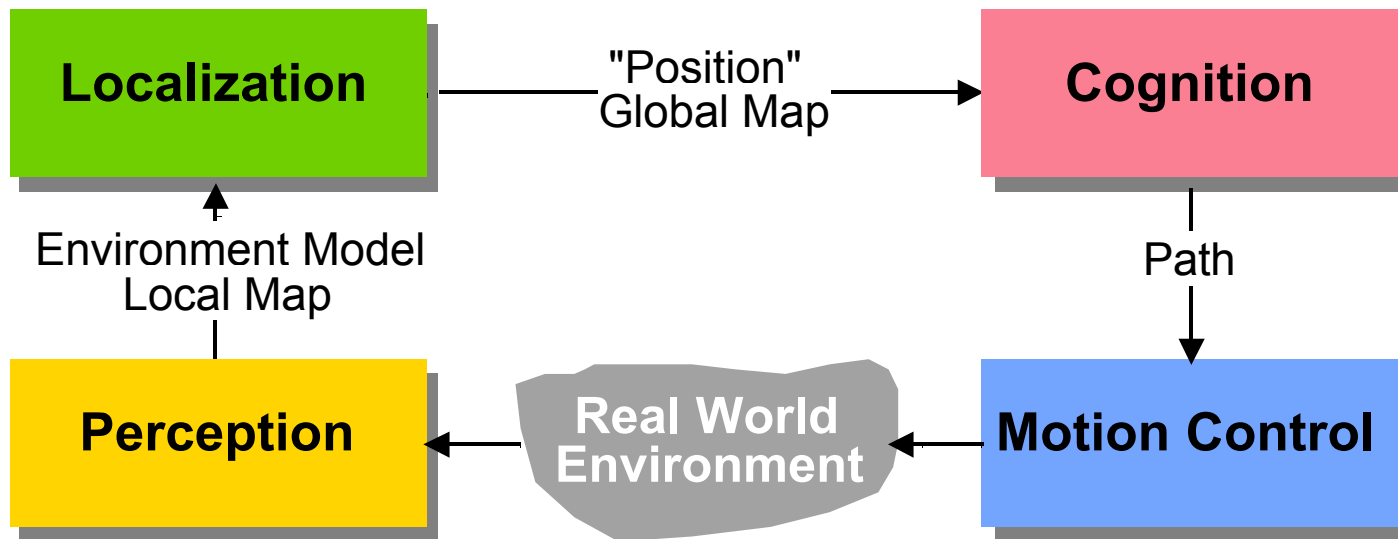 Localization
"Position"
Global Map
Cognition
Environment Model
Local Map
Path
Perception
Real World
Environment
Motion Control